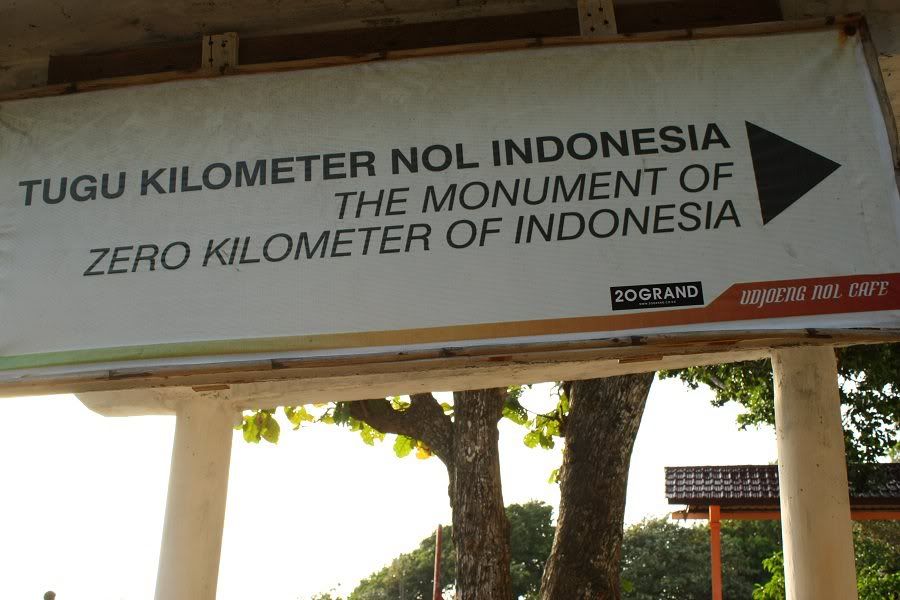 TUGU KILOMETER NOL INDONESIA
THE MONUMENT OF
ZERO KILOMETER OF INDONESIA
20GRAND
UDJOENG NOL CAFE